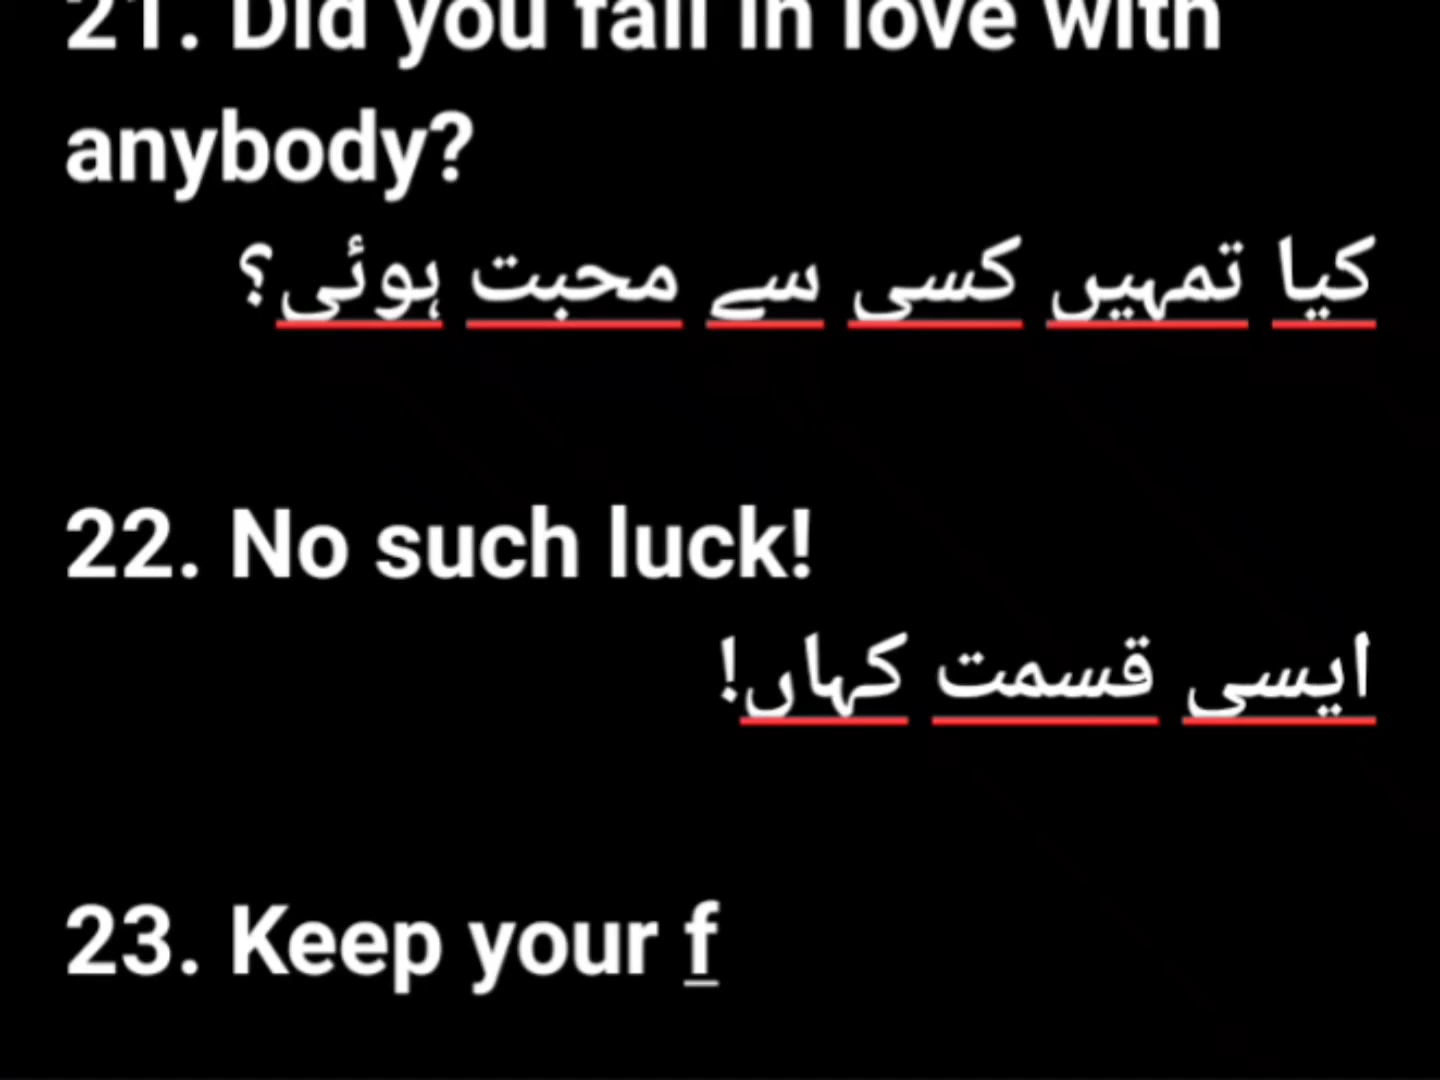 21. Did you fall in love with
anybody?
کیا تمہیں کسی سے محبت ہوئی؟
22. No such luck!
ایسی قسمت کہاں!
23. Keep your f